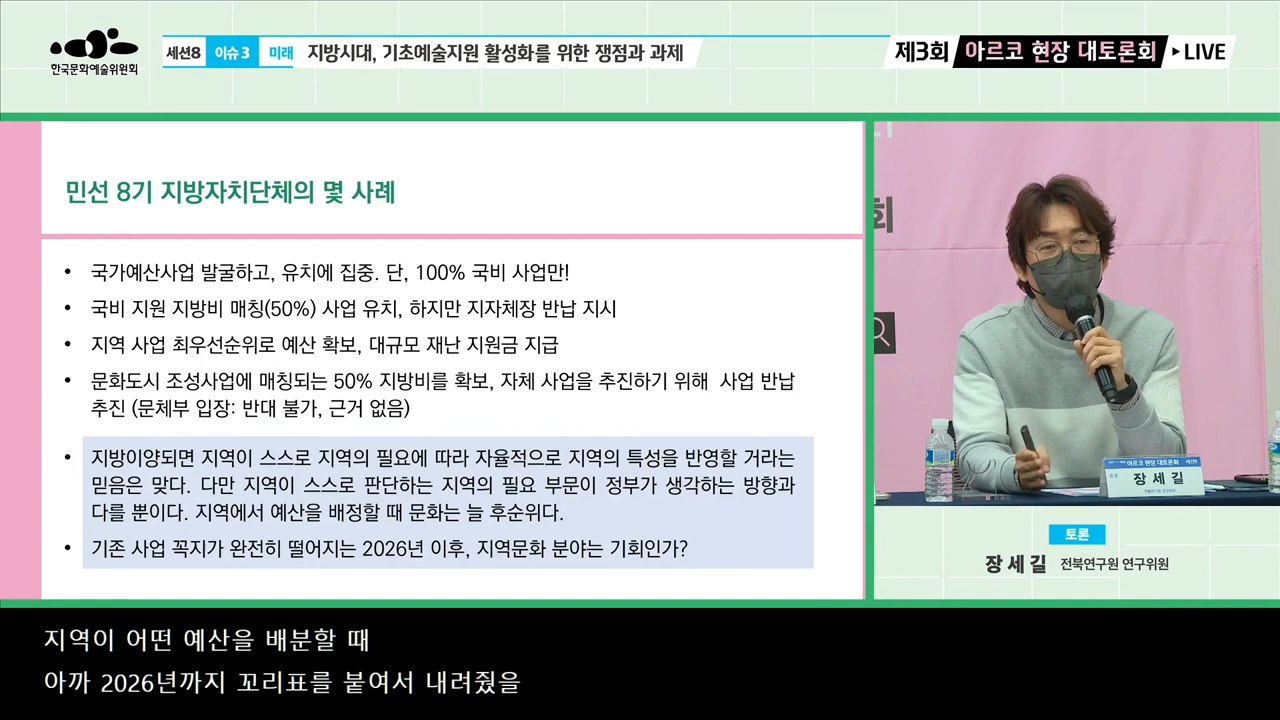 한국문화예술위원회
세션8 이슈 3 미래 지방시대, 기초예술지원 활성화를 위한 쟁점과 과제
제3회 아르코 현장 대토론회 LIVE
민선 8기 지방자치단체의 몇 사례
• 국가예산사업 발굴하고, 유치에 집중. 단, 100% 국비 사업만!
• 국비 지원 지방비 매칭(50%) 사업 유치, 하지만 지자체장 반납 지시
• 지역 사업 최우선순위로 예산 확보, 대규모 재난 지원금 지급
• 문화도시 조성사업에 매칭되는 50% 지방비를 확보, 자체 사업을 추진하기 위해 사업 반납
추진 (문체부 입장: 반대 불가, 근거 없음)
• 지방이양되면 지역이 스스로 지역의 필요에 따라 자율적으로 지역의 특성을 반영할 거라는
믿음은 맞다. 다만 지역이 스스로 판단하는 지역의 필요 부문이 정부가 생각하는 방향과
다를 뿐이다. 지역에서 예산을 배정할 때 문화는 늘 후순위다.
• 기존 사업 꼭지가 완전히 떨어지는 2026년 이후, 지역문화 분야는 기회인가?
회
아르코 현장 대토론회
장세길
토론
장세길 전북연구원 연구위원
지역이 어떤 예산을 배분할 때
아까 2026년까지 꼬리표를 붙여서 내려줬을